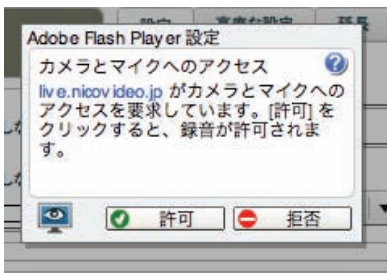 設定 高度な設定 延長
Adobe Flash Player 設定
カメラとマイクへのアクセス
live.nicovideo.jp がカメラとマイクへの
アクセスを要求しています。[許可] を
クリックすると、録音が許可されま
す。
許可 拒否